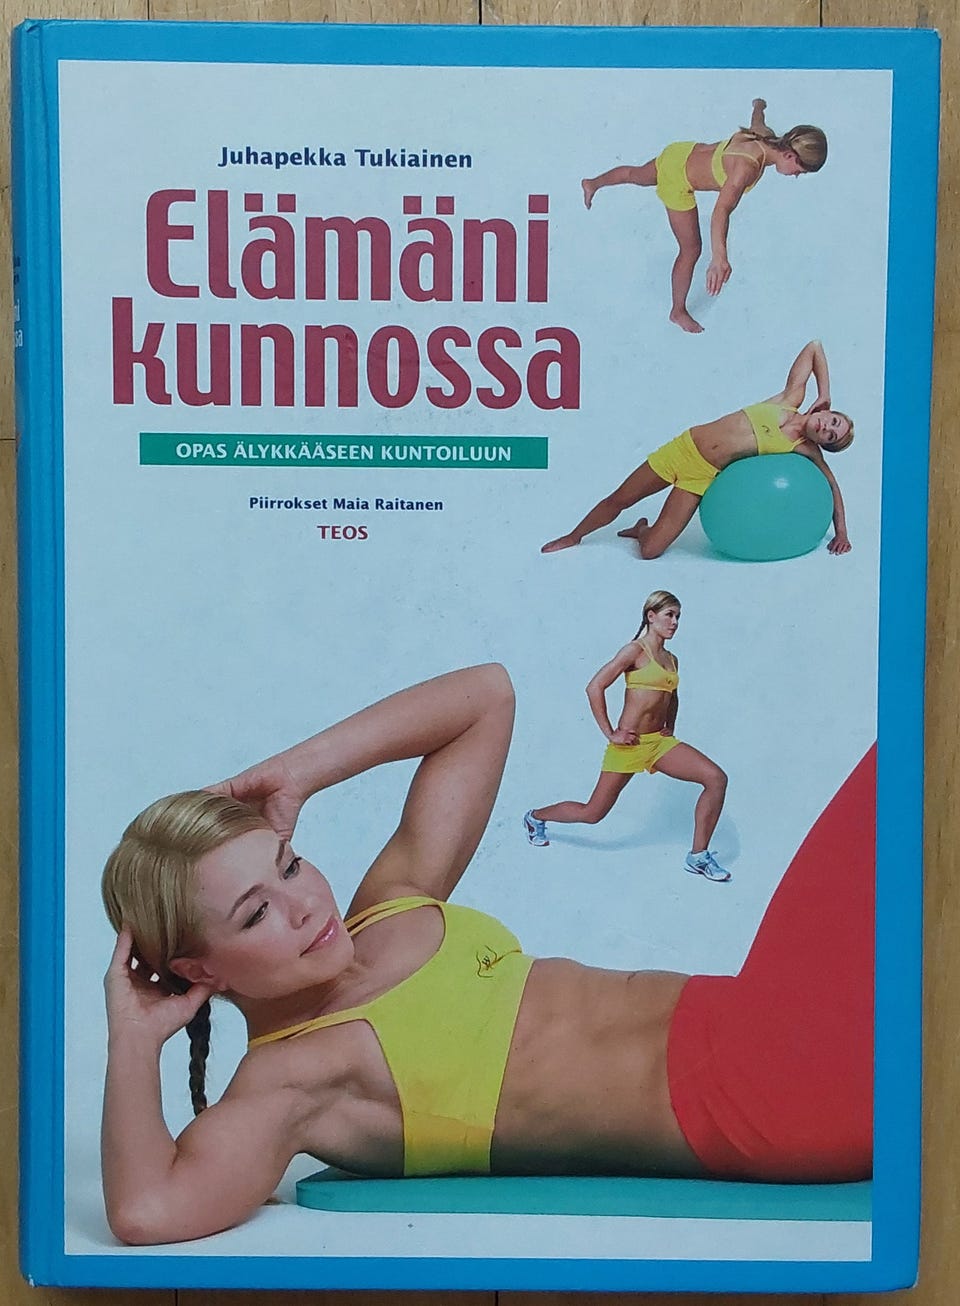 Juhapekka Tukiainen
Elämäni
kunnossa
OPAS ÄLYKKÄÄSEEN KUNTOILUUN
Piirrokset Maia Raitanen
TEOS